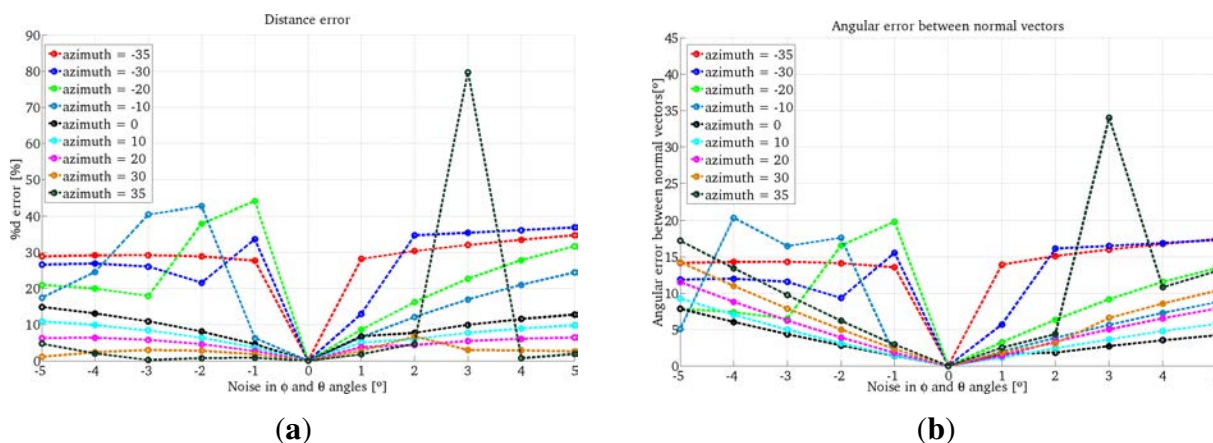 Distance error
90
80
70
60
50
40
30
20
10
0
%d error [%]
azimuth = -35
azimuth = -30
azimuth = -20
azimuth = -10
azimuth = 0
azimuth = 10
azimuth = 20
azimuth = 30
azimuth = 35
-5 -4 -3 -2 -1 0 1 2 3 4 5
Noise in ϕ and θ angles [º]
(a)
Angular error between normal vectors
45
40
35
30
25
20
15
10
5
0
Angular error between normal vectors[º]
azimuth = -35
azimuth = -30
azimuth = -20
azimuth = -10
azimuth = 0
azimuth = 10
azimuth = 20
azimuth = 30
azimuth = 35
-5 -4 -3 -2 -1 0 1 2 3 4
Noise in ϕ and θ angles [º]
(b)